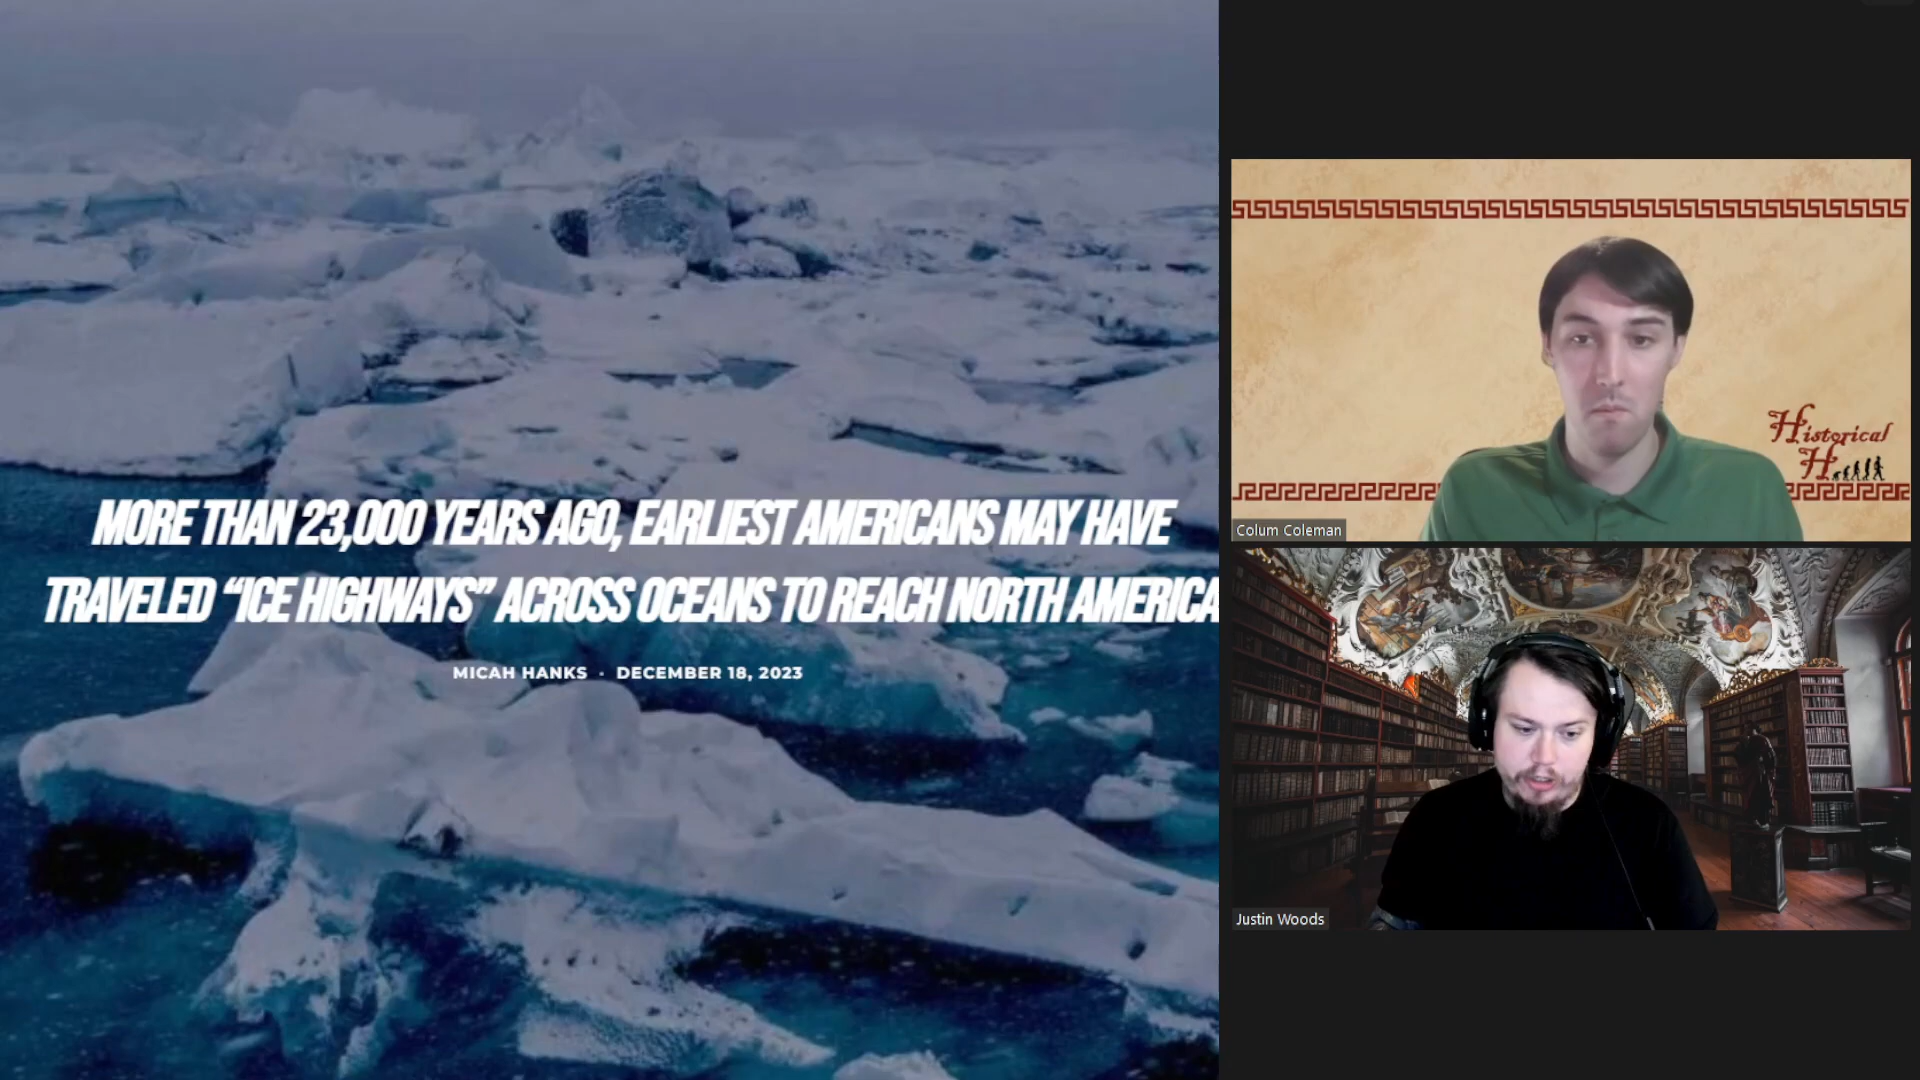 MORE THAN 23,000 YEARS AGO, EARLIEST AMERICANS MAY HAVE
TRAVELED “ICE HIGHWAYS” ACROSS OCEANS TO REACH NORTH AMERICA
MICAH HANKS · DECEMBER 18, 2023
Historical
H
Colum Coleman
Justin Woods